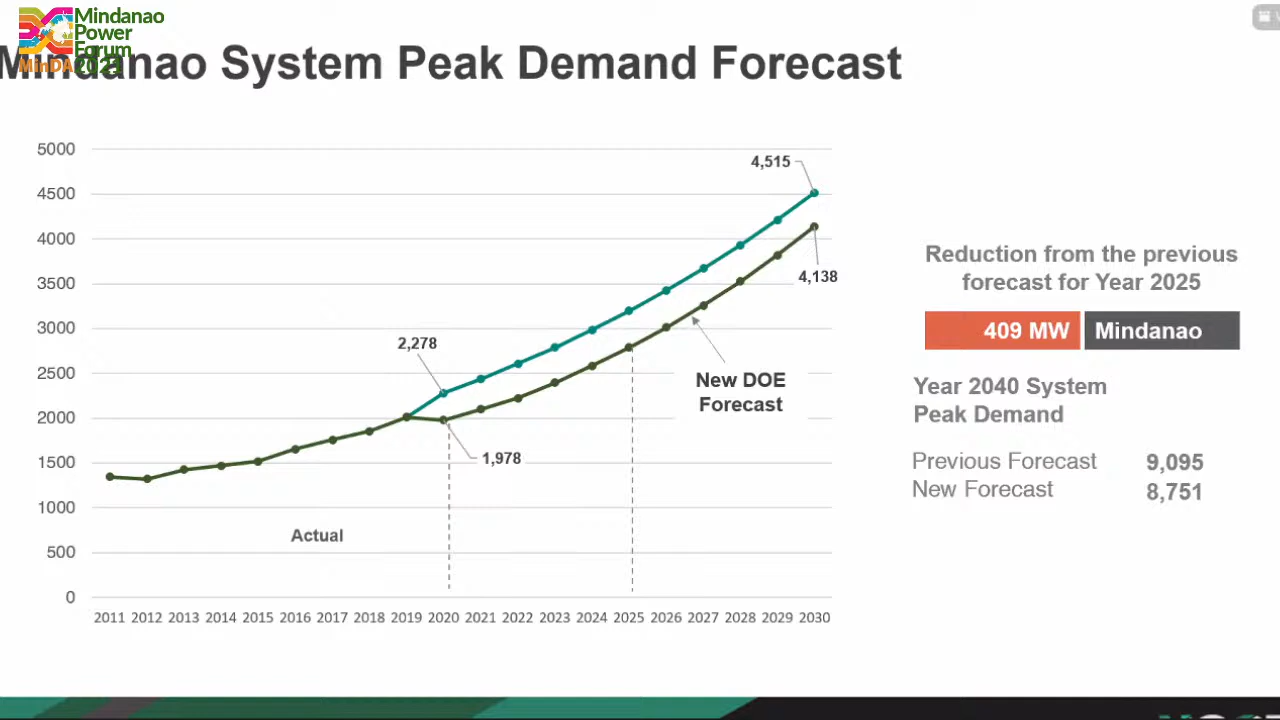 Mindanao
Power
Forum
MinDA 2021
Mindanao System Peak Demand Forecast
5000
4500
4000
3500
3000
2500
2000
1500
1000
500
0
4,515
4,138
2,278
1,978
New DOE
Forecast
Actual
2011 2012 2013 2014 2015 2016 2017 2018 2019 2020 2021 2022 2023 2024 2025 2026 2027 2028 2029 2030
Reduction from the previous
forecast for Year 2025
409 MW Mindanao
Year 2040 System
Peak Demand
Previous Forecast 9,095
New Forecast 8,751